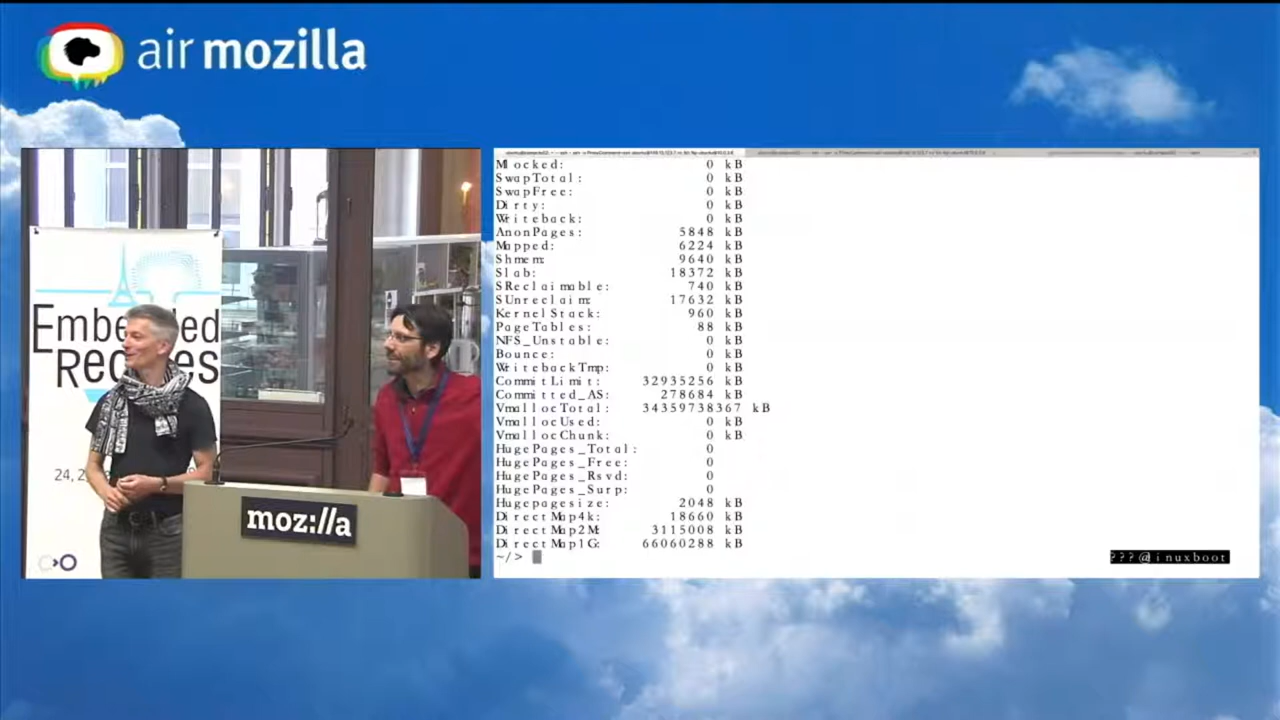 air mozilla
Embedded
Recipes
24, 2
moz://a
Mlocked: 0 kB
SwapTotal: 0 kB
SwapFree: 0 kB
Dirty: 0 kB
Writeback: 0 kB
AnonPages: 5848 kB
Mapped: 6224 kB
Shmem: 9640 kB
Slab: 18372 kB
SReclaimable: 740 kB
SUnreclaim: 17632 kB
KernelStack: 960 kB
PageTables: 88 kB
NFS_Unstable: 0 kB
Bounce: 0 kB
WritebackTmp: 0 kB
CommitLimit: 32935256 kB
Committed_AS: 278684 kB
VmallocTotal: 34359738367 kB
VmallocUsed: 0 kB
VmallocChunk: 0 kB
HugePages_Total: 0
HugePages_Free: 0
HugePages_Rsvd: 0
HugePages_Surp: 0
Hugepagesize: 2048 kB
DirectMap4k: 18660 kB
DirectMap2M: 3115008 kB
DirectMap1G: 66060288 kB
~/>
???@linuxboot